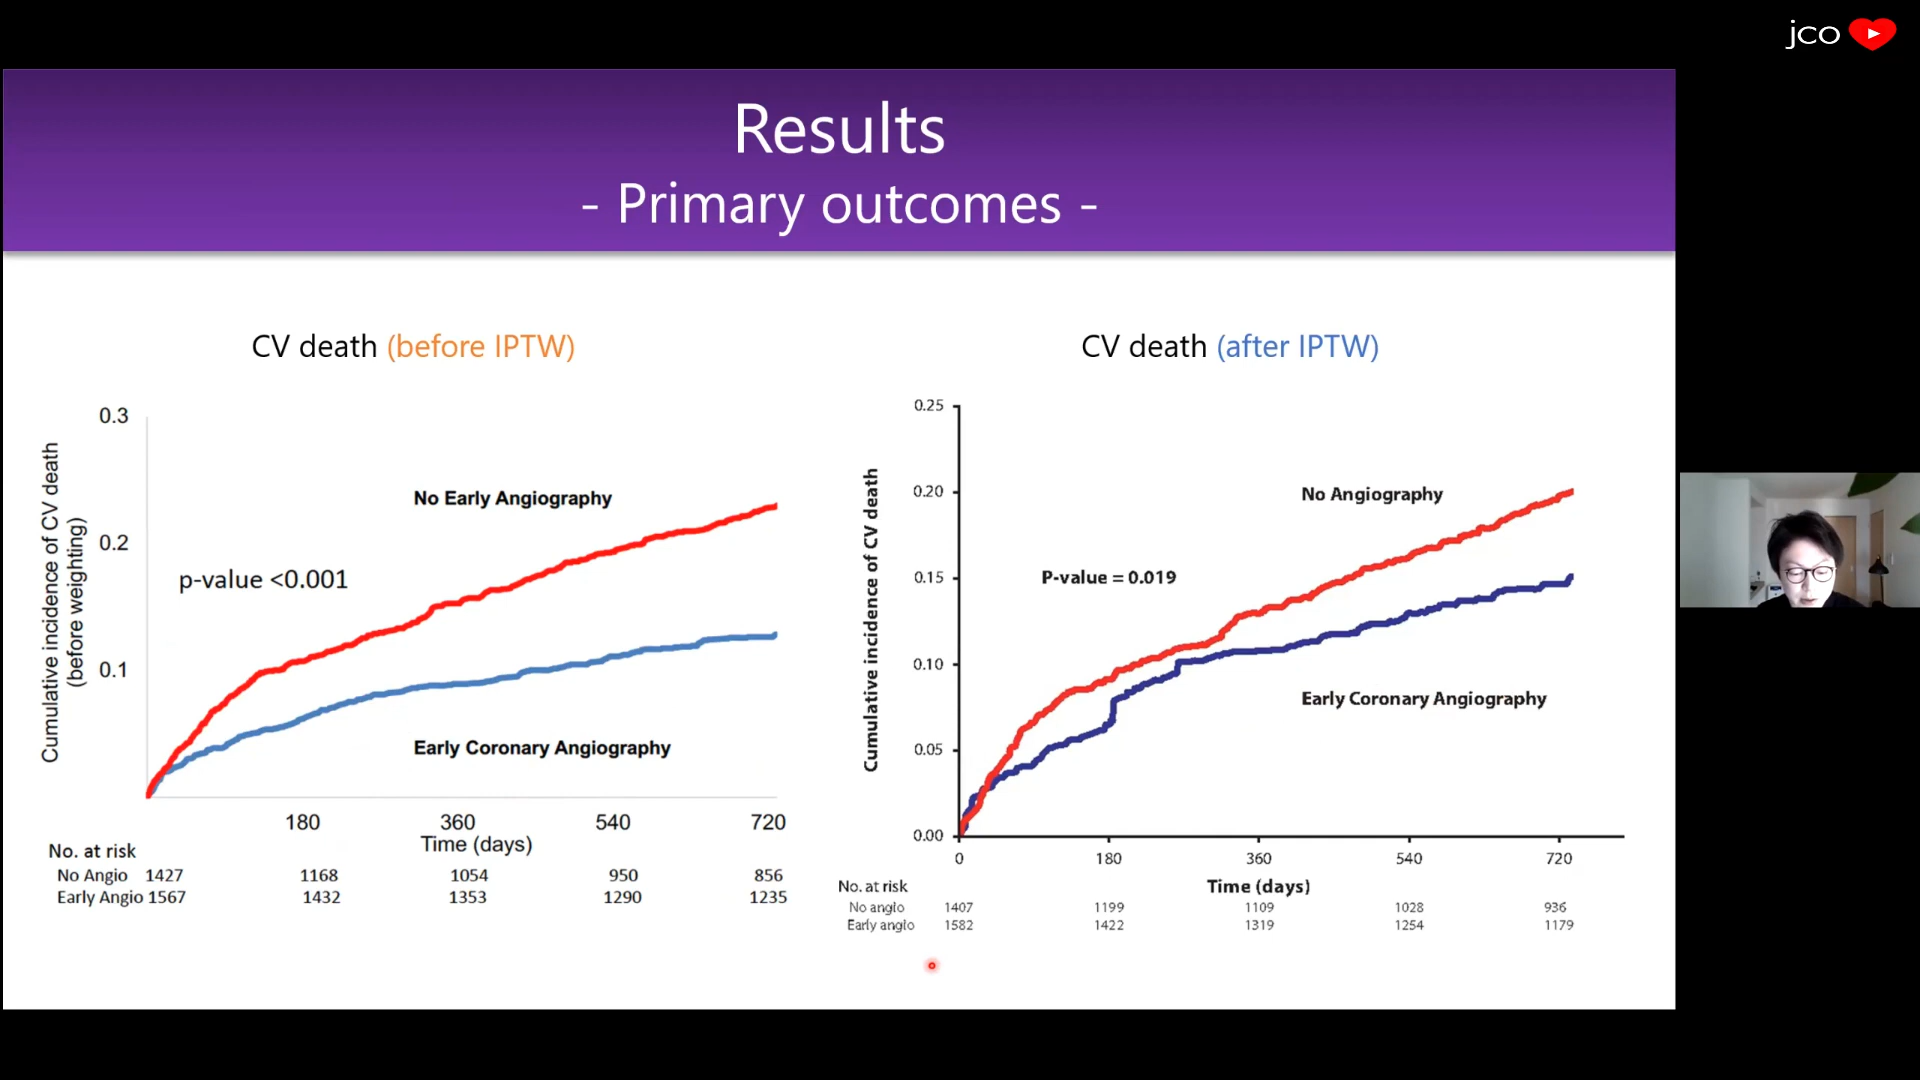 jco
Results
- Primary outcomes -
CV death (before IPTW)
0.3
0.2
0.1
Cumulative incidence of CV death
(before weighting)
No Early Angiography
p-value <0.001
Early Coronary Angiography
180 360 540 720
Time (days)
No. at risk
No Angio 1427 1168 1054 950 856
Early Angio 1567 1432 1353 1290 1235
CV death (after IPTW)
0.25
0.20
0.15
0.10
0.05
0.00
Cumulative incidence of CV death
No Angiography
P-value = 0.019
Early Coronary Angiography
0 180 360 540 720
Time (days)
No. at risk
No angio 1407 1199 1109 1028 936
Early angio 1582 1422 1319 1254 1179